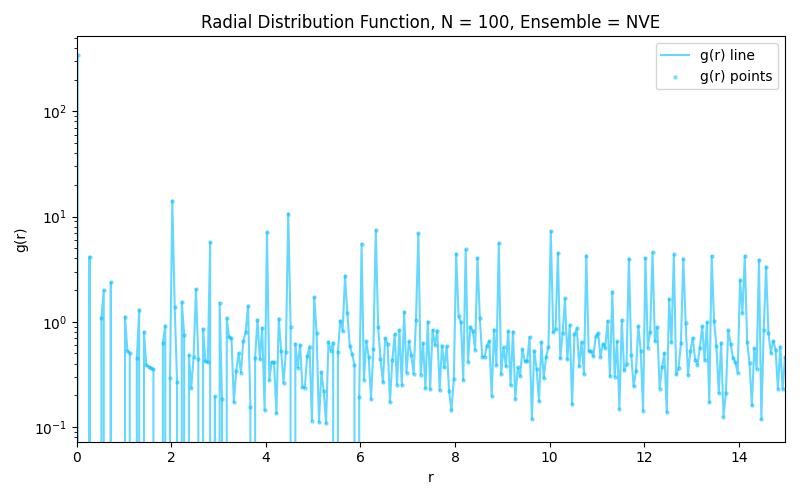 Radial Distribution Function, N = 100, Ensemble = NVE
g(r) line
g(r) points
g(r)
10²
10¹
10⁰
10⁻¹
0 2 4 6 8 10 12 14
r